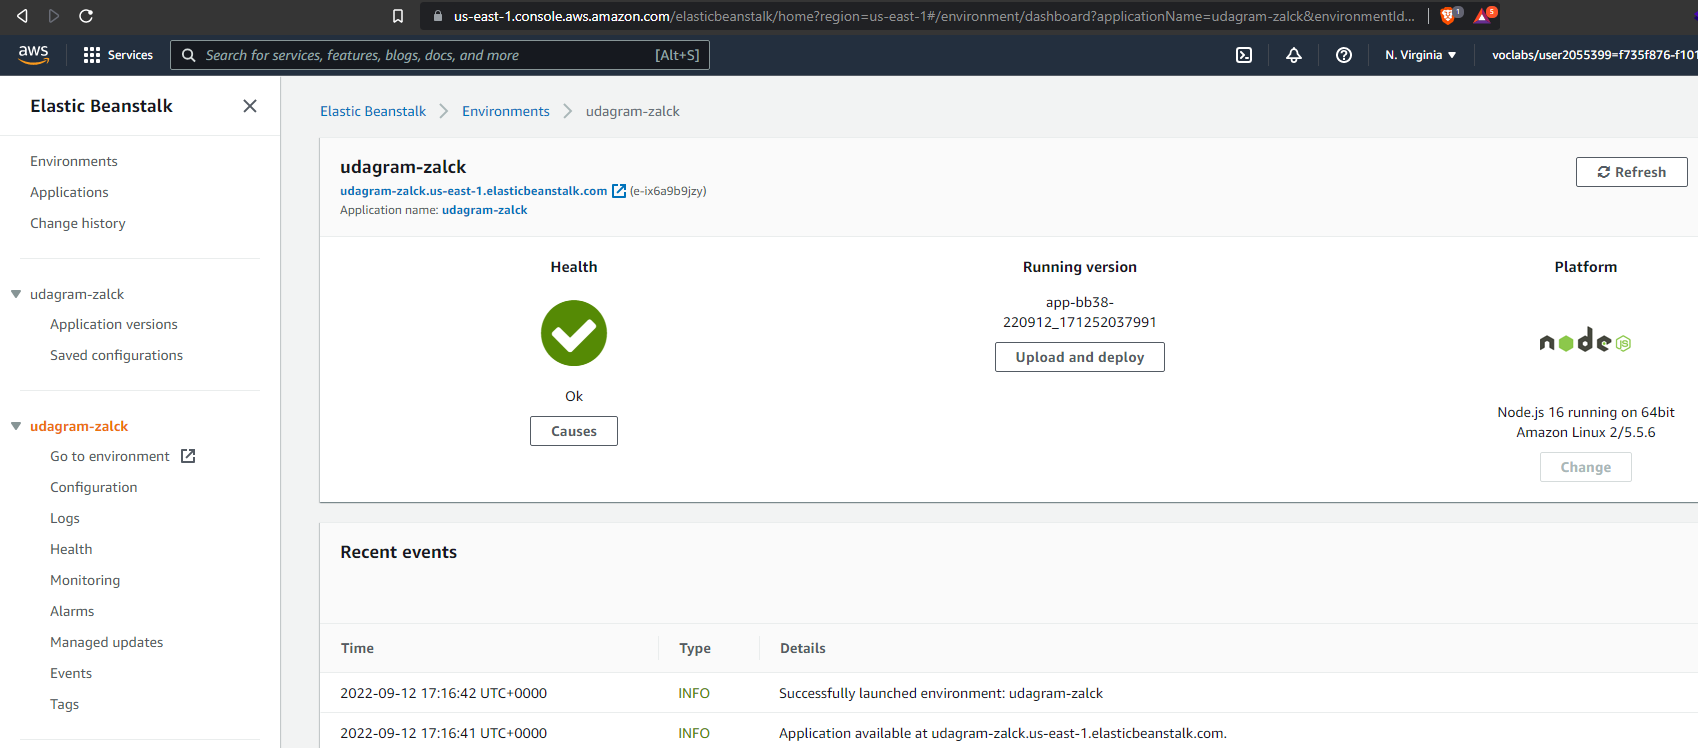 us-east-1.console.aws.amazon.com/elasticbeanstalk/home?region=us-east-1#/environment/dashboard?applicationName=udagram-zalck&environmentId... 1 5
aws Services Search for services, features, blogs, docs, and more [Alt+S] N. Virginia voclabs/user2055399=f735f876-f101
Elastic Beanstalk
Environments
Applications
Change history
udagram-zalck
Application versions
Saved configurations
udagram-zalck
Go to environment
Configuration
Logs
Health
Monitoring
Alarms
Managed updates
Events
Tags
Elastic Beanstalk Environments udagram-zalck
udagram-zalck
udagram-zalck.us-east-1.elasticbeanstalk.com (e-ix6a9b9jzy)
Application name: udagram-zalck
Refresh
Health
Ok
Causes
Running version
app-bb38-
220912_171252037991
Upload and deploy
Platform
node JS
Node.js 16 running on 64bit
Amazon Linux 2/5.5.6
Change
Recent events
Time Type Details
2022-09-12 17:16:42 UTC+0000 INFO Successfully launched environment: udagram-zalck
2022-09-12 17:16:41 UTC+0000 INFO Application available at udagram-zalck.us-east-1.elasticbeanstalk.com.